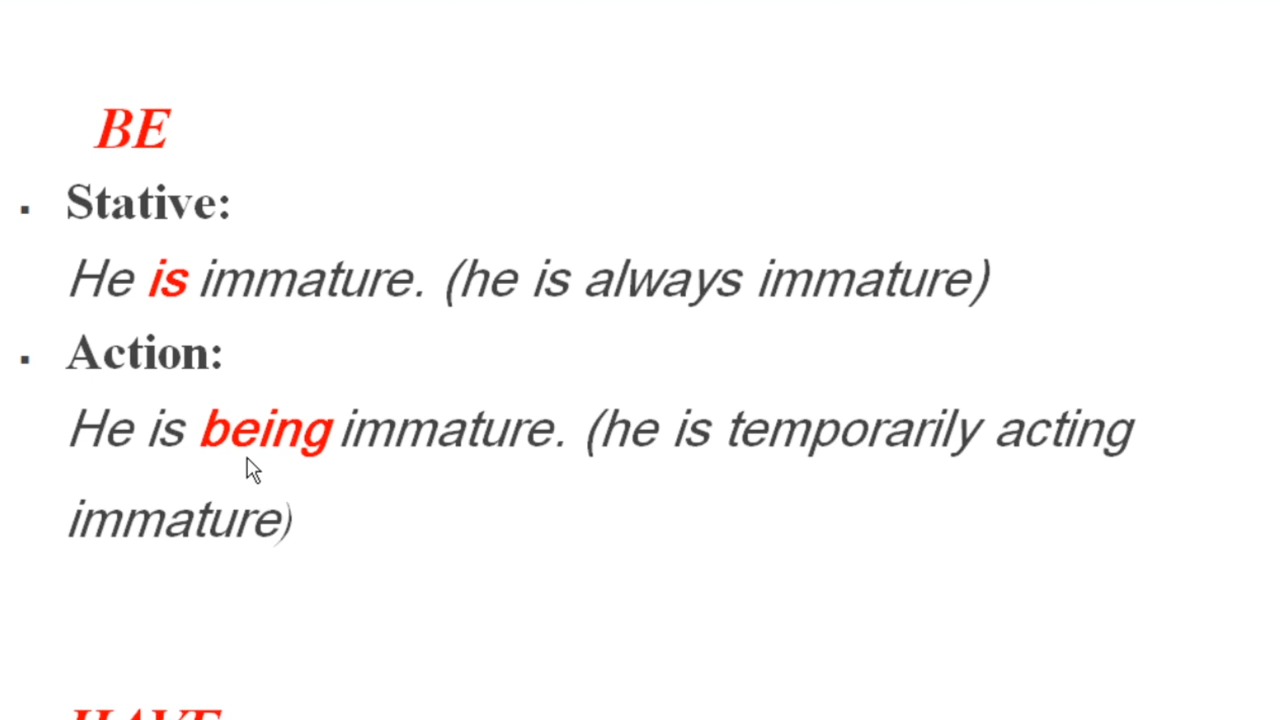 BE
▪ Stative:
He is immature. (he is always immature)
▪ Action:
He is being immature. (he is temporarily acting
immature)
HAVE